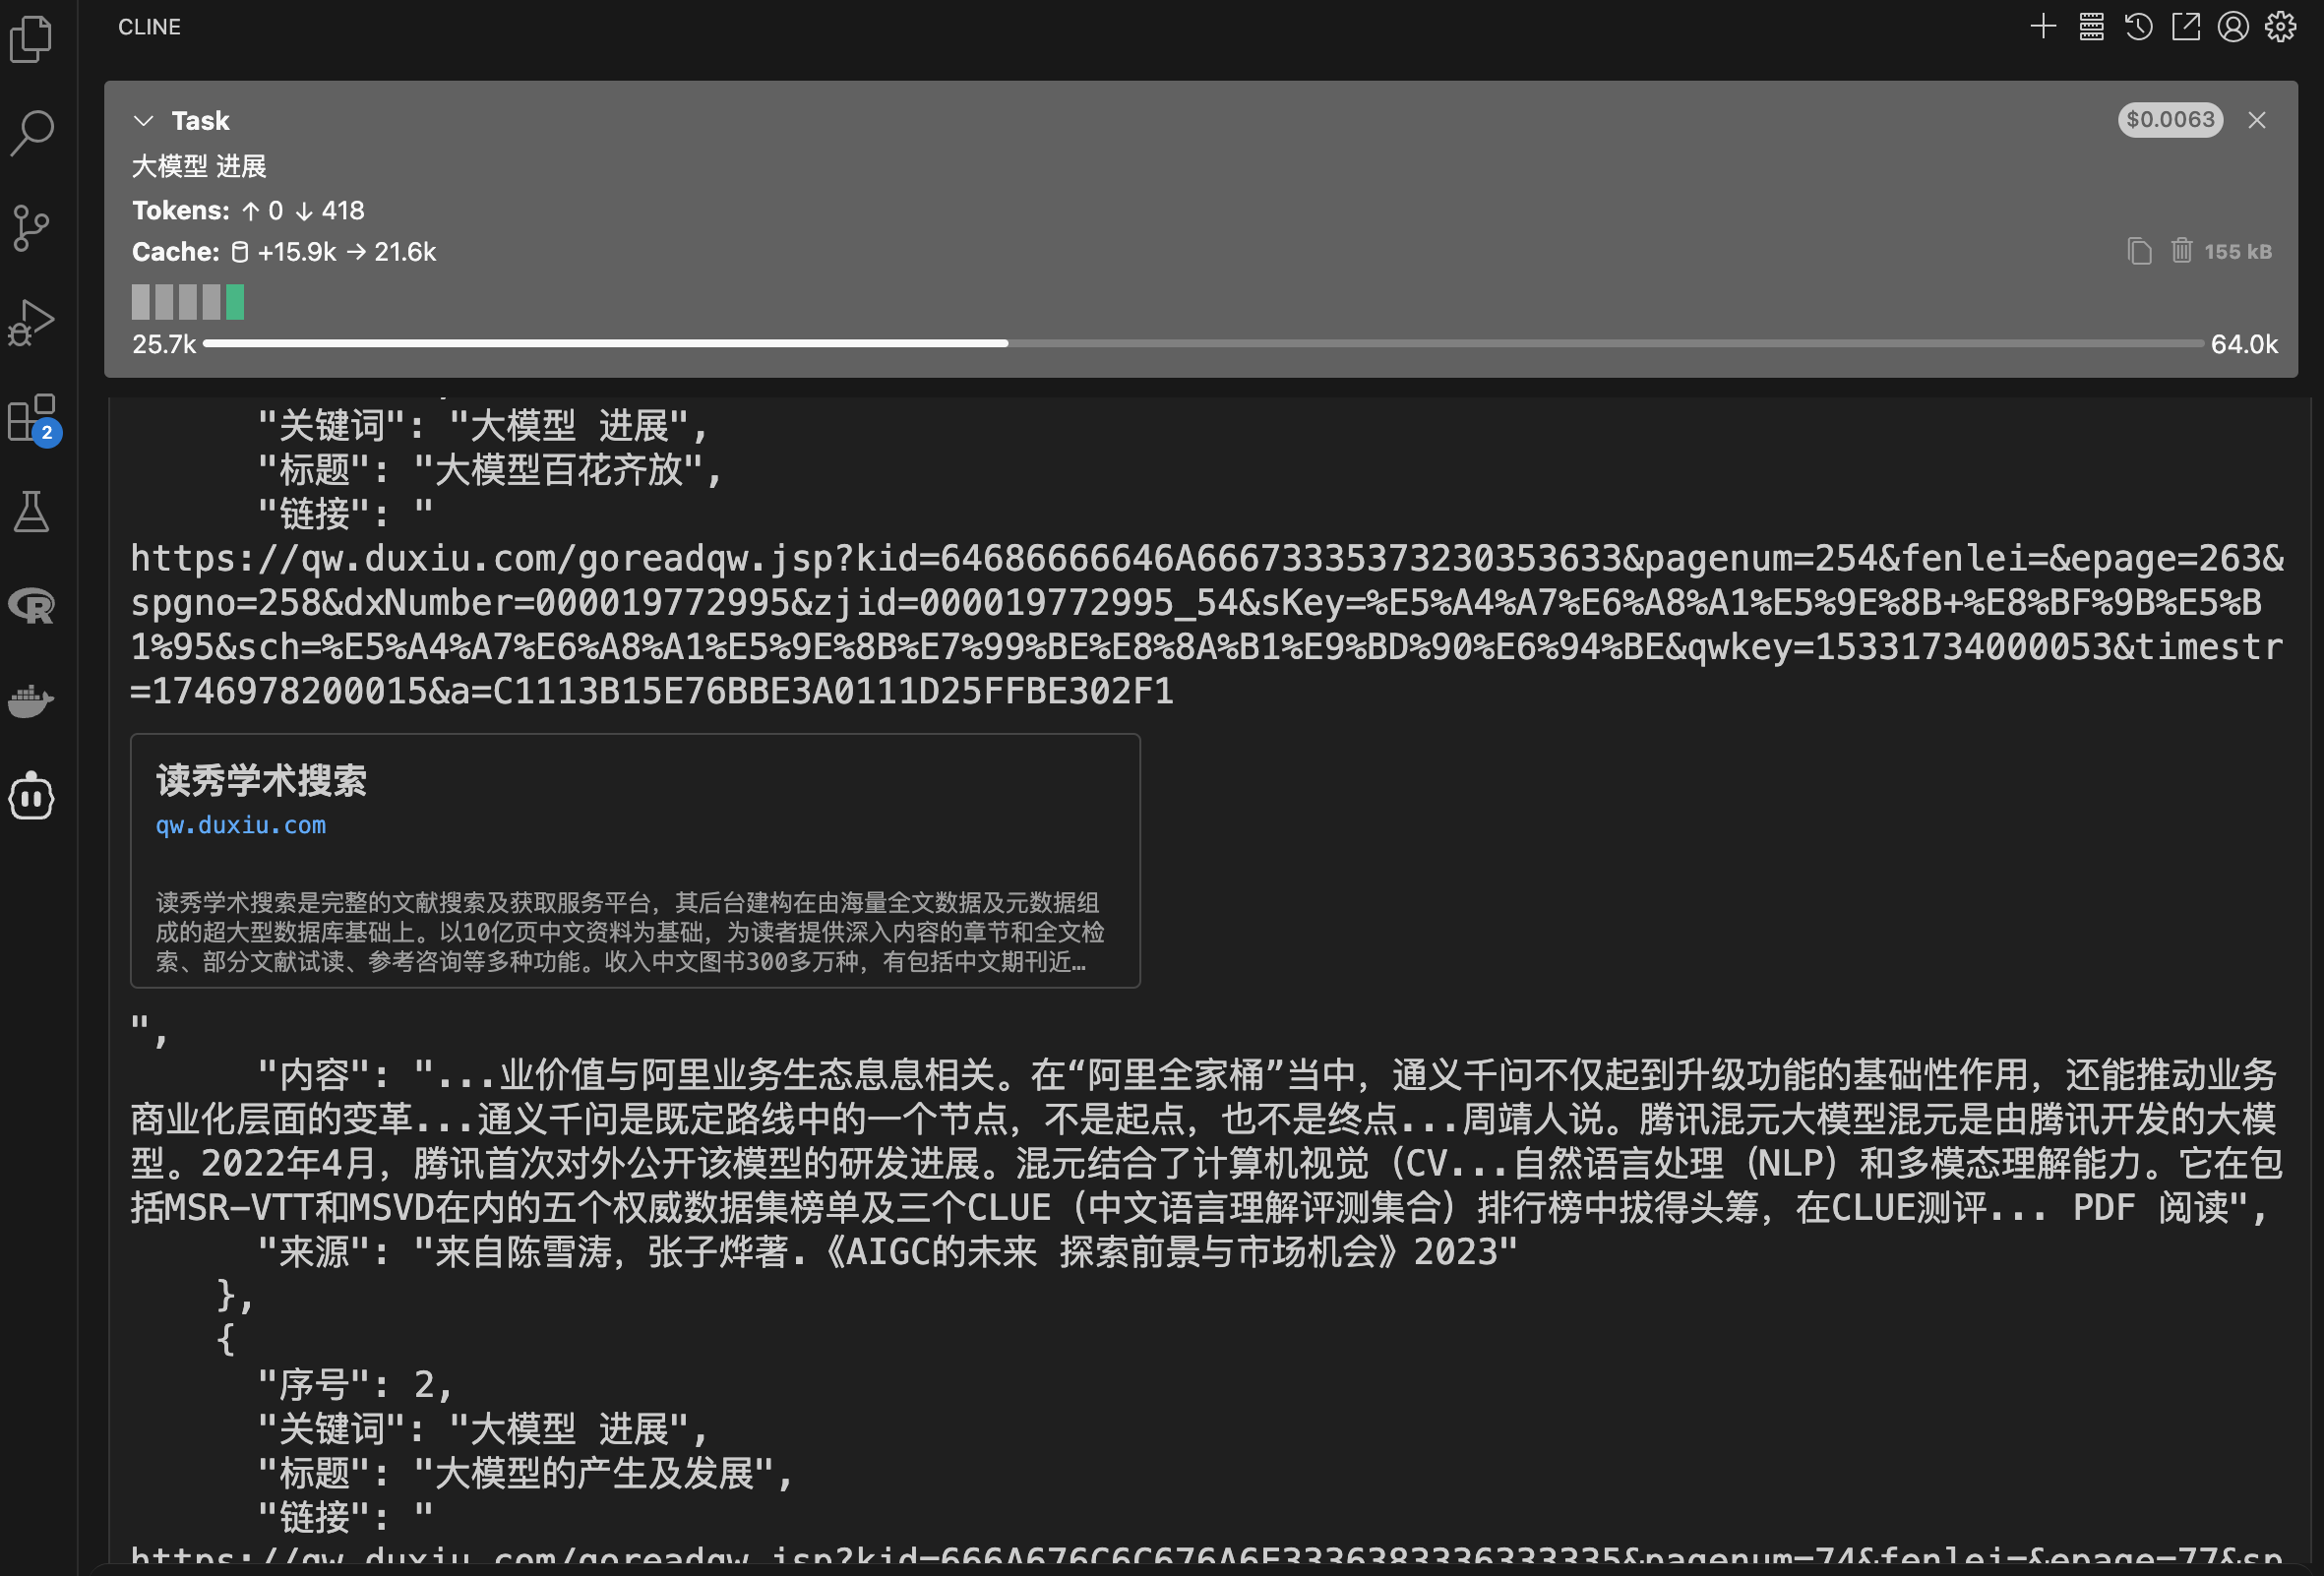 CLINE
Task
$0.0063
大模型 进展
Tokens: ↑ 0 ↓ 418
Cache: +15.9k → 21.6k
155 kB
25.7k
64.0k
2
"关键词": "大模型 进展",
"标题": "大模型百花齐放",
"链接": "
https://qw.duxiu.com/goreadqw.jsp?kid=64686666646A66673335373230353633&pagenum=254&fenlei=&epage=263&
spgno=258&dxNumber=000019772995&zjid=000019772995_54&sKey=%E5%A4%A7%E6%A8%A1%E5%9E%8B+%E8%BF%9B%E5%B
1%95&sch=%E5%A4%A7%E6%A8%A1%E5%9E%8B%E7%99%BE%E8%8A%B1%E9%BD%90%E6%94%BE&qwkey=15331734000053&timestr
=1746978200015&a=C1113B15E76BBE3A0111D25FFBE302F1
读秀学术搜索
qw.duxiu.com
读秀学术搜索是完整的文献搜索及获取服务平台，其后台建构在由海量全文数据及元数据组
成的超大型数据库基础上。以10亿页中文资料为基础，为读者提供深入内容的章节和全文检
索、部分文献试读、参考咨询等多种功能。收入中文图书300多万种，有包括中文期刊近...
",
"内容": "...业价值与阿里业务生态息息相关。在“阿里全家桶”当中，通义千问不仅起到升级功能的基础性作用，还能推动业务
商业化层面的变革...通义千问是既定路线中的一个节点，不是起点，也不是终点...周靖人说。腾讯混元大模型混元是由腾讯开发的大模
型。2022年4月，腾讯首次对外公开该模型的研发进展。混元结合了计算机视觉（CV...自然语言处理（NLP）和多模态理解能力。它在包
括MSR-VTT和MSVD在内的五个权威数据集榜单及三个CLUE（中文语言理解评测集合）排行榜中拔得头筹，在CLUE测评... PDF 阅读",
"来源": "来自陈雪涛，张子烨著.《AIGC的未来 探索前景与市场机会》2023"
},
{
"序号": 2,
"关键词": "大模型 进展",
"标题": "大模型的产生及发展",
"链接": "
https://qw.duxiu.com/goreadqw.jsp?kid=666A676C6C676A6E3336383336333335&pagenum=74&fenlei=&epage=77&sp